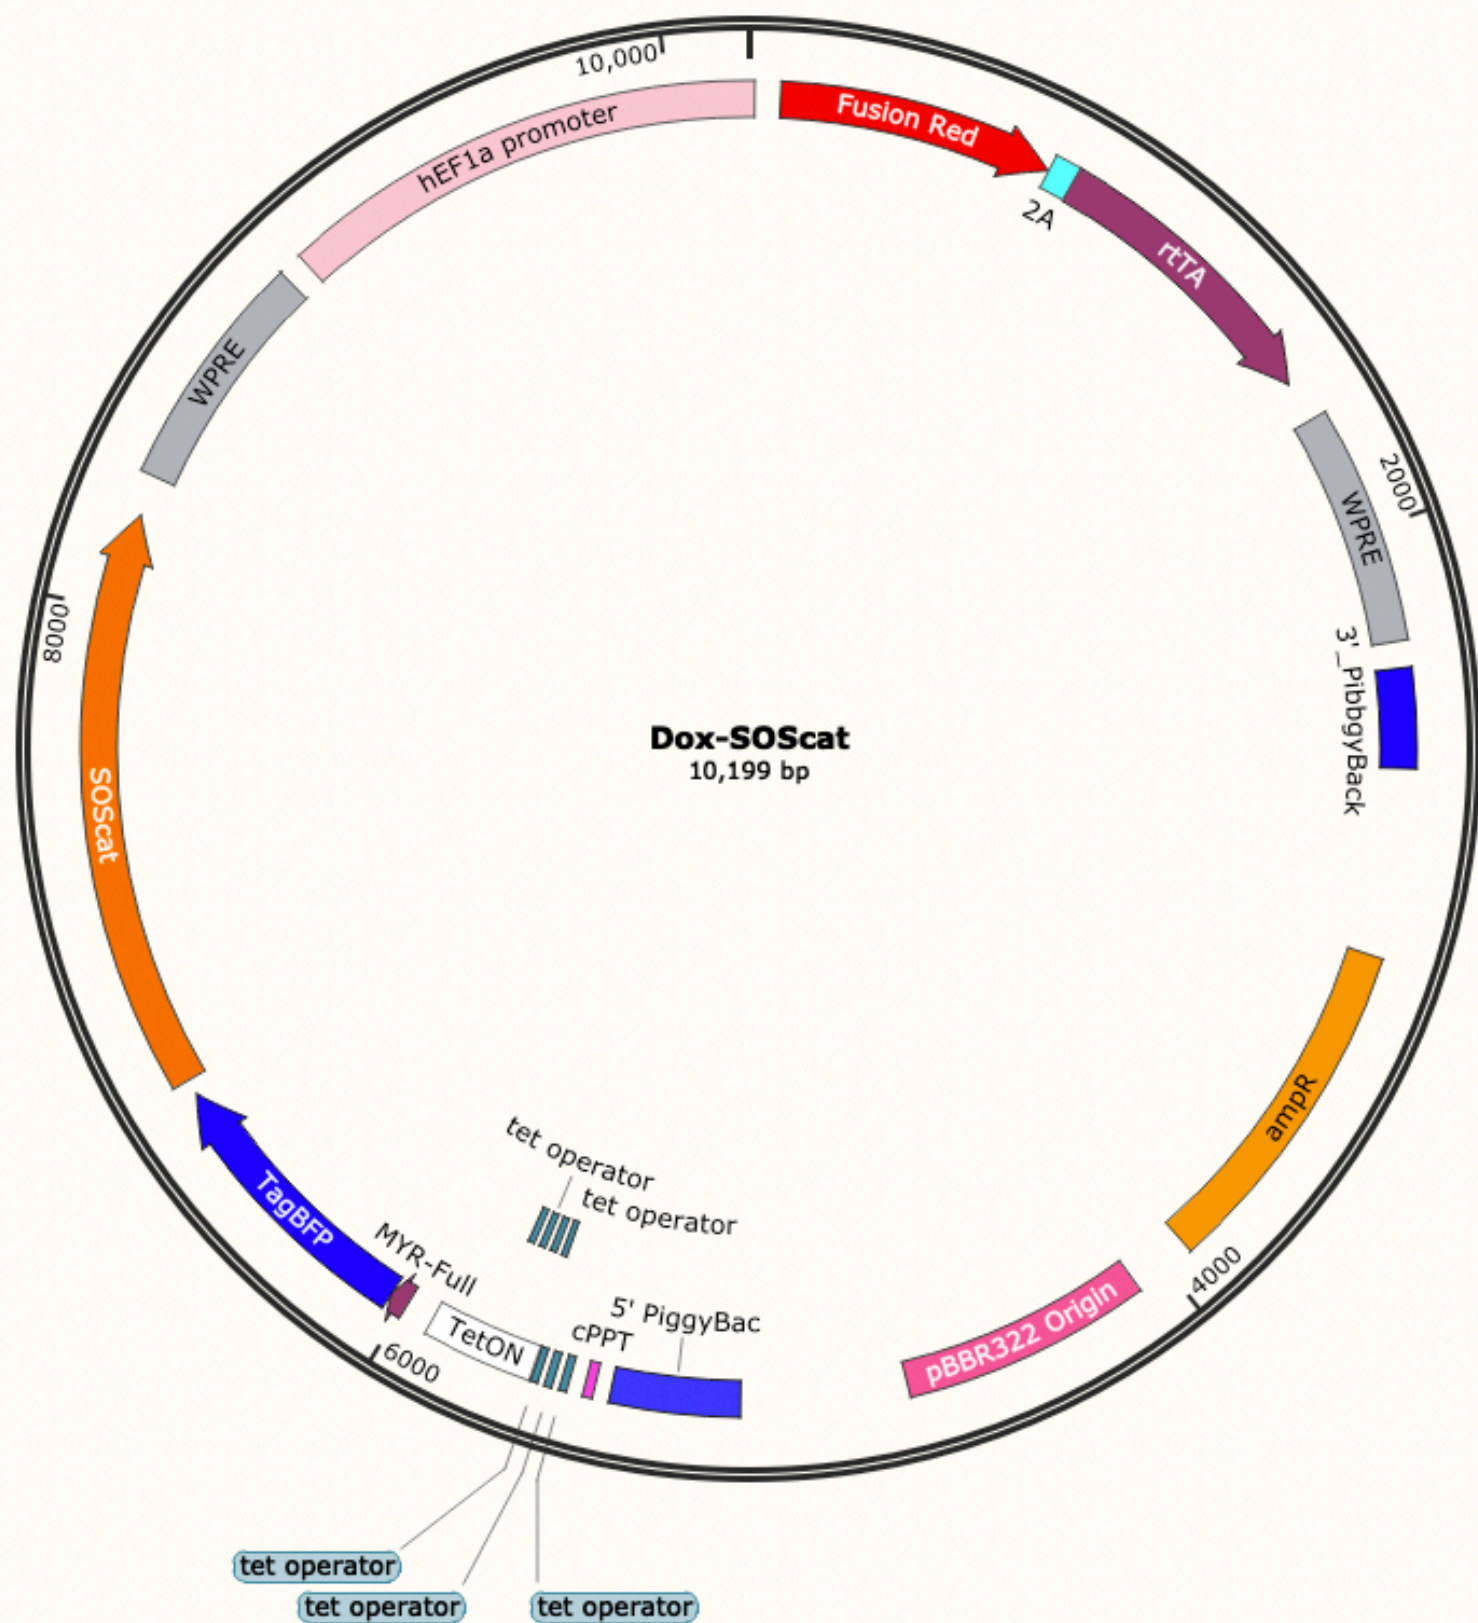 10,000
Fusion Red
hEF1a promoter
2A
rtTA
WPRE
2000
WPRE
3'_PibbgyBack
8000
Dox-SOScat
10,199 bp
SOScat
ampR
tet operator
tet operator
TagBFP
MYR-Full
4000
pBBR322 Origin
5' PiggyBac
cPPT
TetON
6000
tet operator
tet operator
tet operator